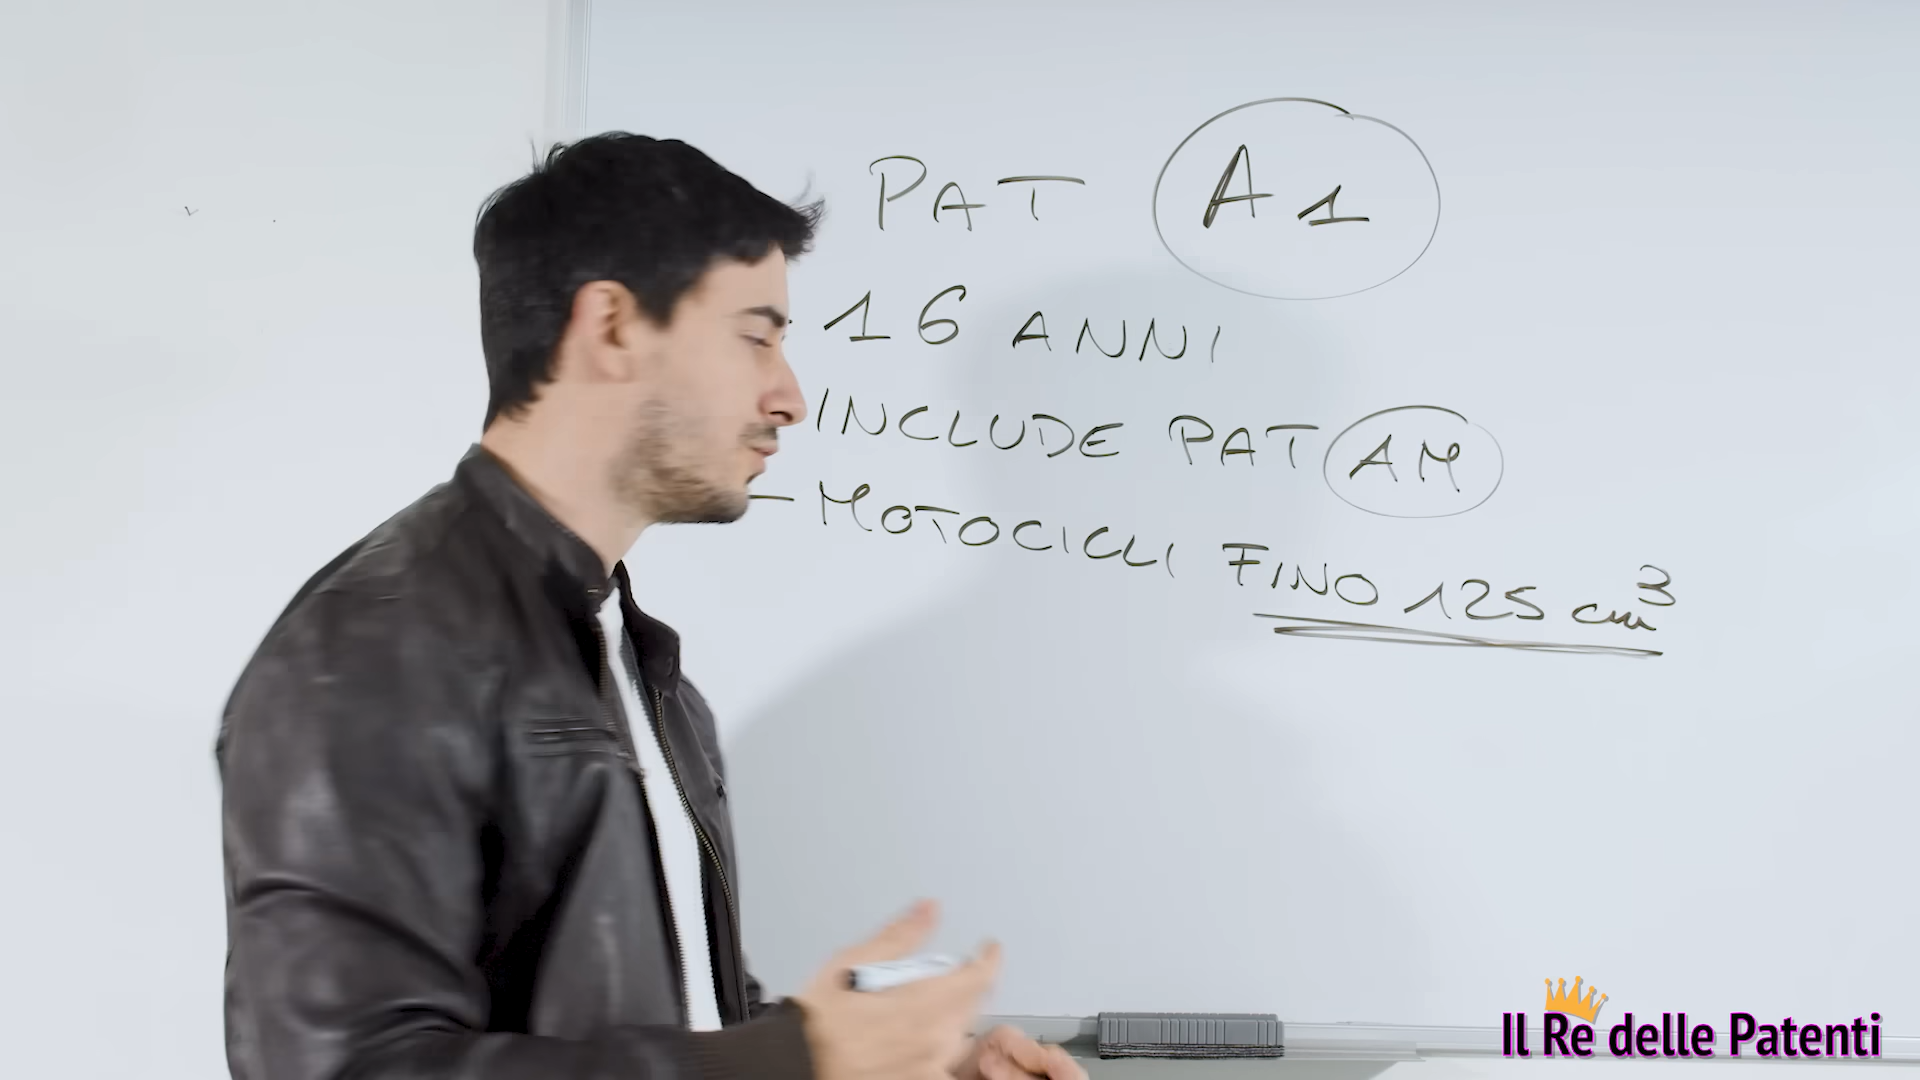 PAT A1
16 ANNI
INCLUDE PAT AM
- MOTOCICLI FINO 125 cm³
Il Re delle Patenti